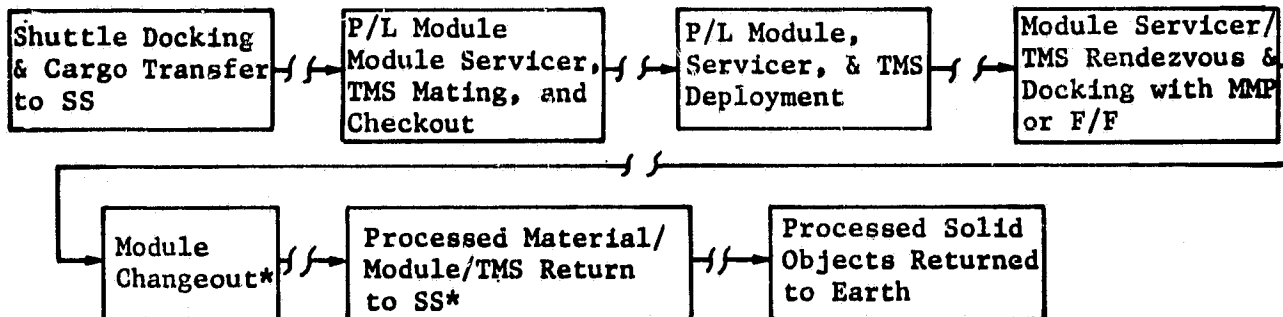 Shuttle Docking
& Cargo Transfer
to SS
P/L Module
Module Servicer,
TMS Mating, and
Checkout
P/L Module,
Servicer, & TMS
Deployment
Module Servicer/
TMS Rendezvous &
Docking with MMP
or F/F
Module
Changeout*
Processed Material/
Module/TMS Return
to SS*
Processed Solid
Objects Returned
to Earth